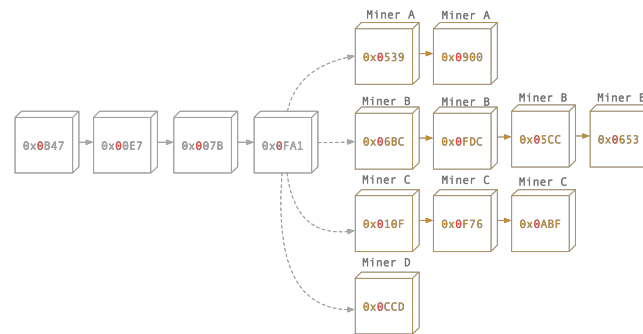 Miner A Miner A
0x0539 0x0900
Miner B Miner B Miner B Miner B
0x0B47 0x00E7 0x007B 0x0FA1 0x06BC 0x0FDC 0x05CC 0x0653
Miner C Miner C Miner C
0x010F 0x0F76 0x0ABF
Miner D
0x0CCD